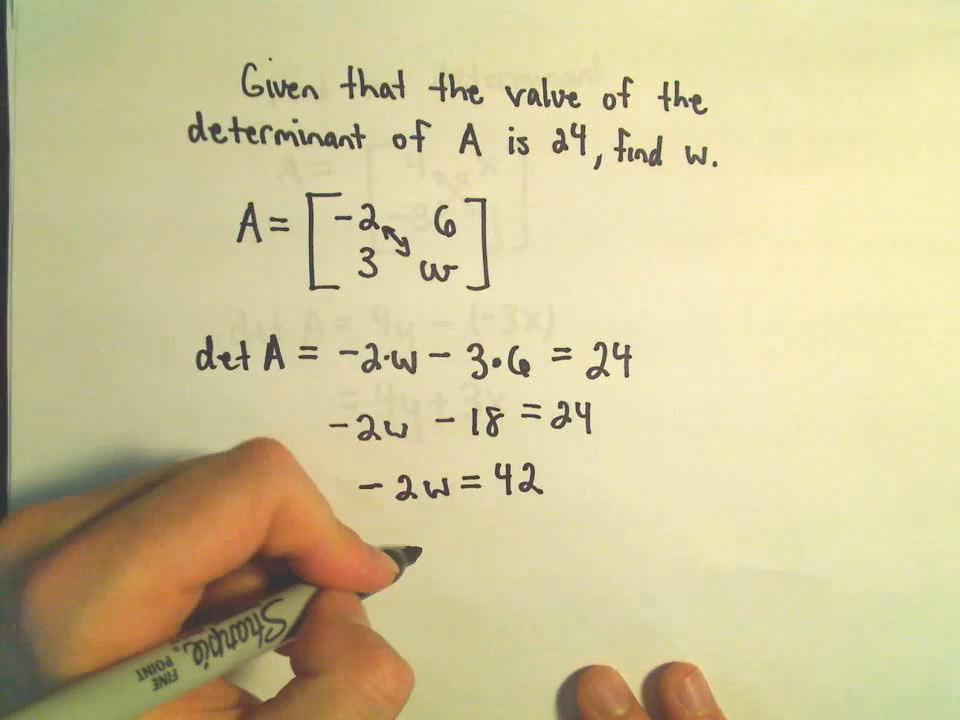 Given that the value of the
determinant of A is 24, find w.
A = [ -2 6
3 w ]
det A = -2·w - 3·6 = 24
-2w - 18 = 24
-2w = 42
Sharpie
FINE
POINT